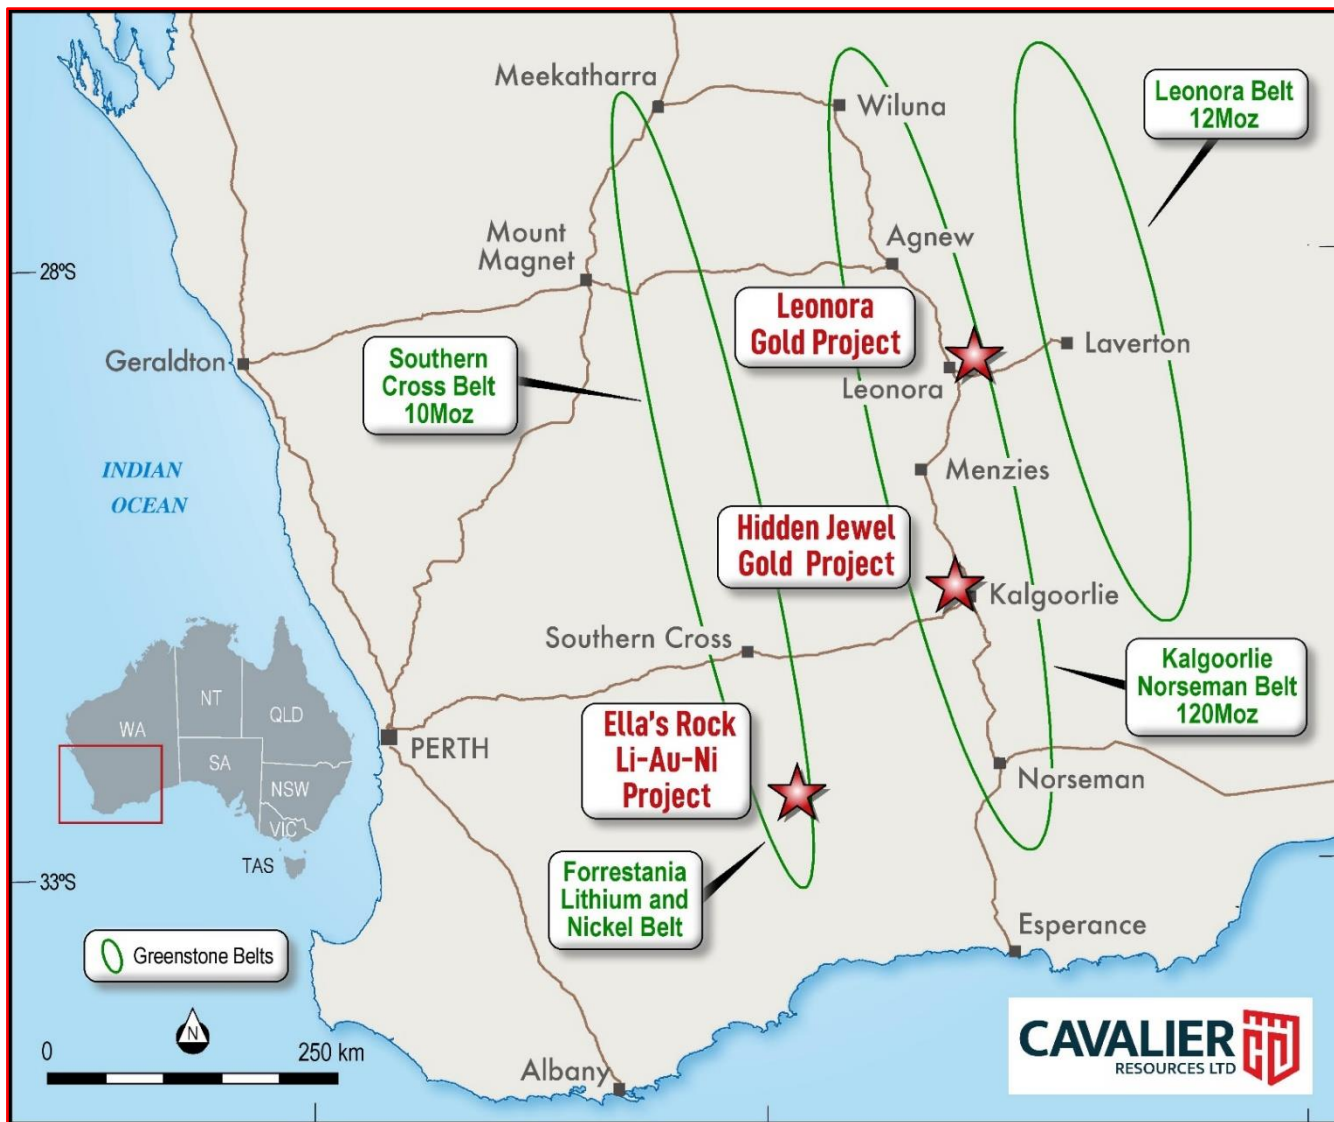 Meekatharra
Wiluna
Leonora Belt
12Moz
Mount
Magnet
Agnew
28ºS
Leonora
Gold Project
Geraldton
Southern
Cross Belt
10Moz
Laverton
Leonora
INDIAN
OCEAN
Menzies
Hidden Jewel
Gold Project
Kalgoorlie
Southern Cross
Kalgoorlie
Norseman Belt
120Moz
NT
QLD
WA
SA
NSW
VIC
TAS
PERTH
Ella's Rock
Li-Au-Ni
Project
Norseman
33ºS
Forrestania
Lithium and
Nickel Belt
Esperance
Greenstone Belts
N
0 250 km
Albany
CAVALIER
RESOURCES LTD